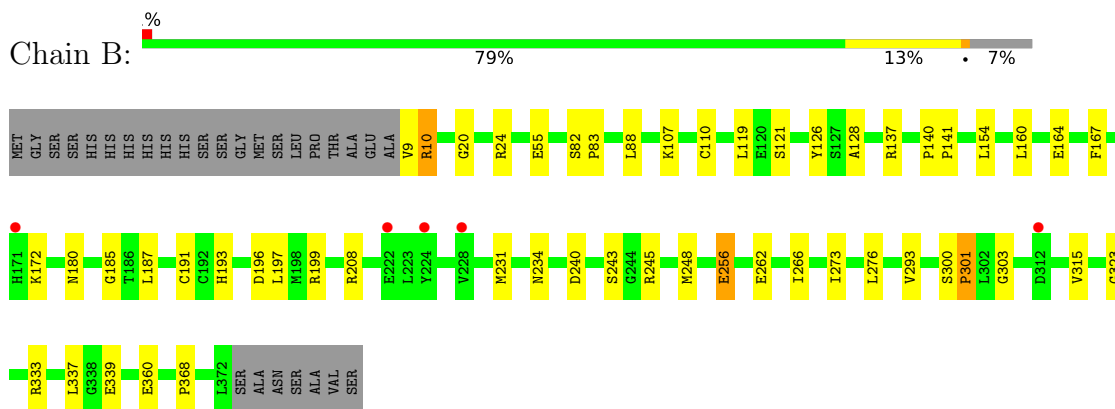 .%
Chain B:
79% 13% • 7%
MET GLY SER SER HIS HIS HIS HIS HIS HIS SER SER GLY MET SER LEU PRO THR ALA GLU ALA V9 R10 G20 R24 E55 S82 P83 L88 K107 C110 L119 E120 S121 Y126 S127 A128 R137 P140 P141 L154 L160 E164 F167
H171 K172 N180 G185 T186 L187 C191 C192 H193 D196 L197 M198 R199 R208 E222 L223 Y224 V228 M231 N234 D240 S243 G244 R245 M248 E256 E262 I266 I273 L276 V293 S300 P301 L302 G303 D312 V315
R333 L337 G338 E339 E360 P368 L372 SER ALA ASN SER ALA VAL SER